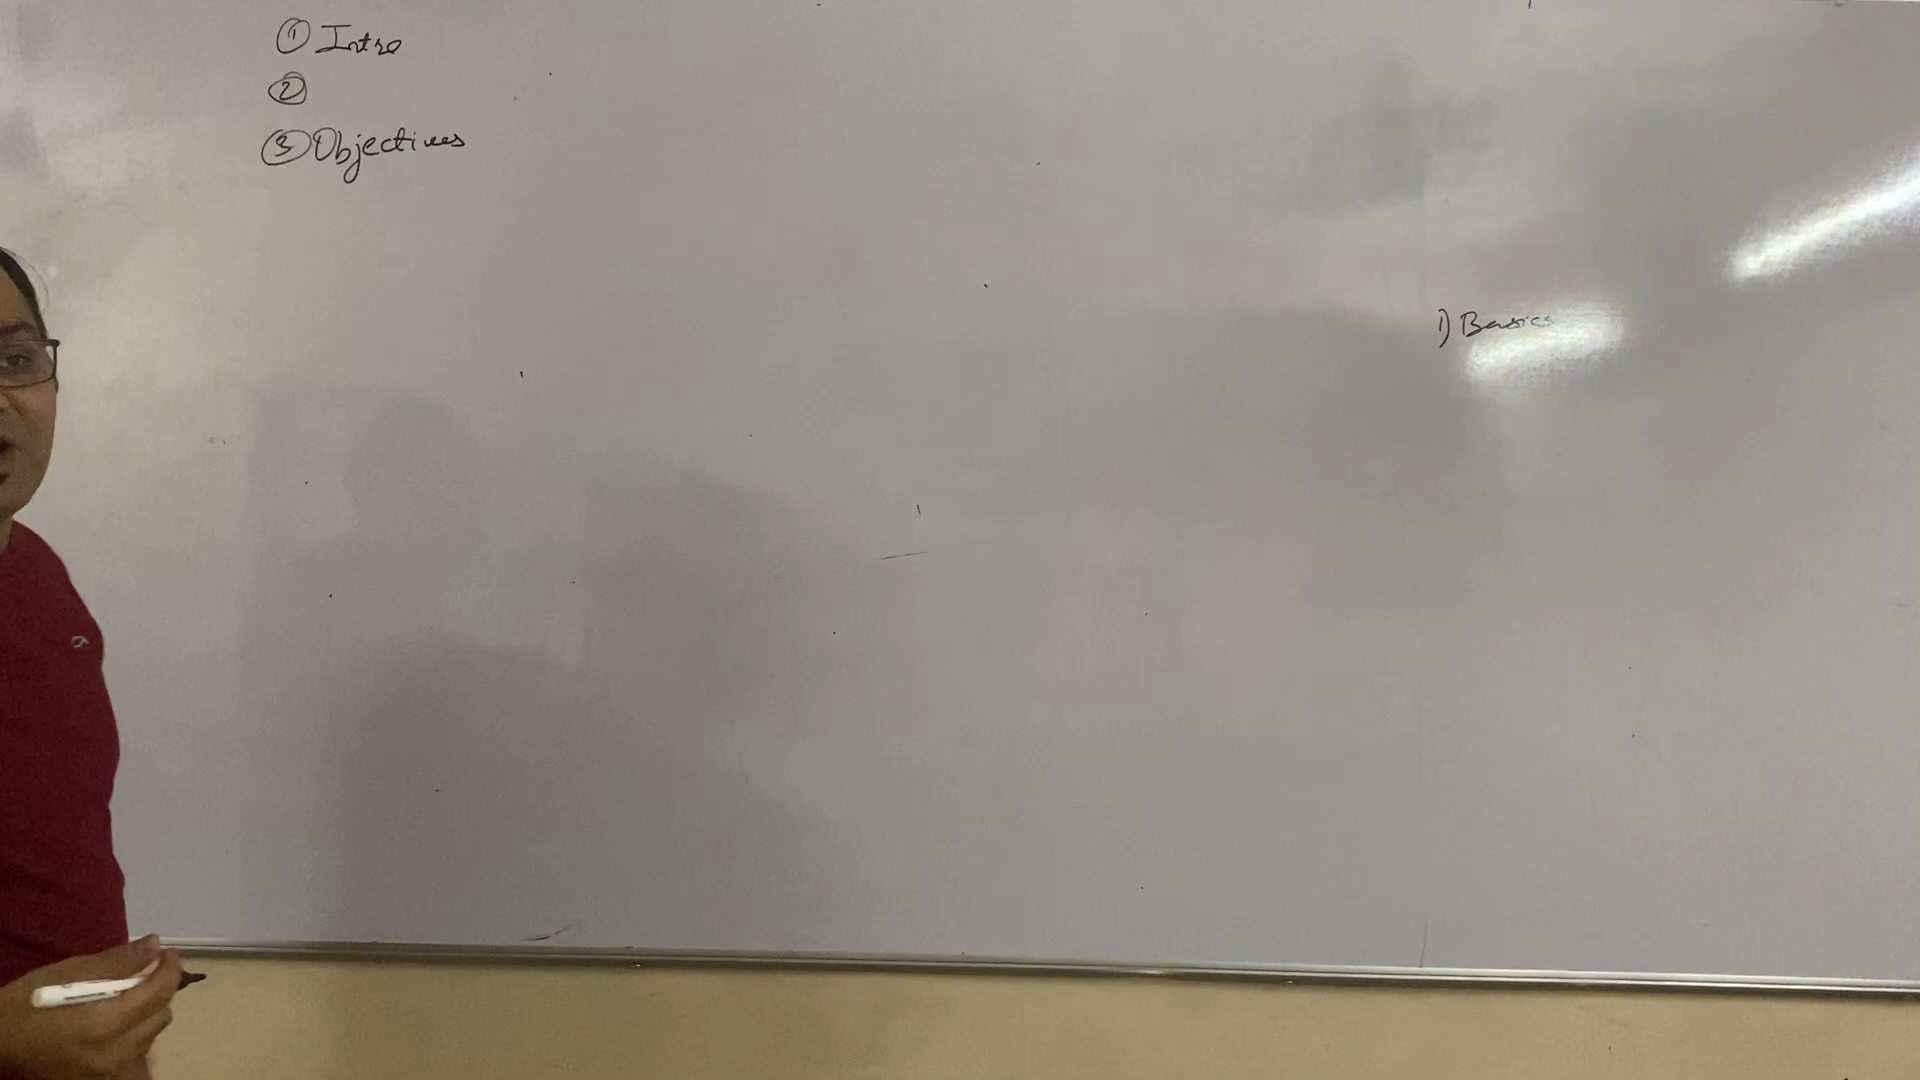 ① Intro
②
③ Objectives
1) Basics